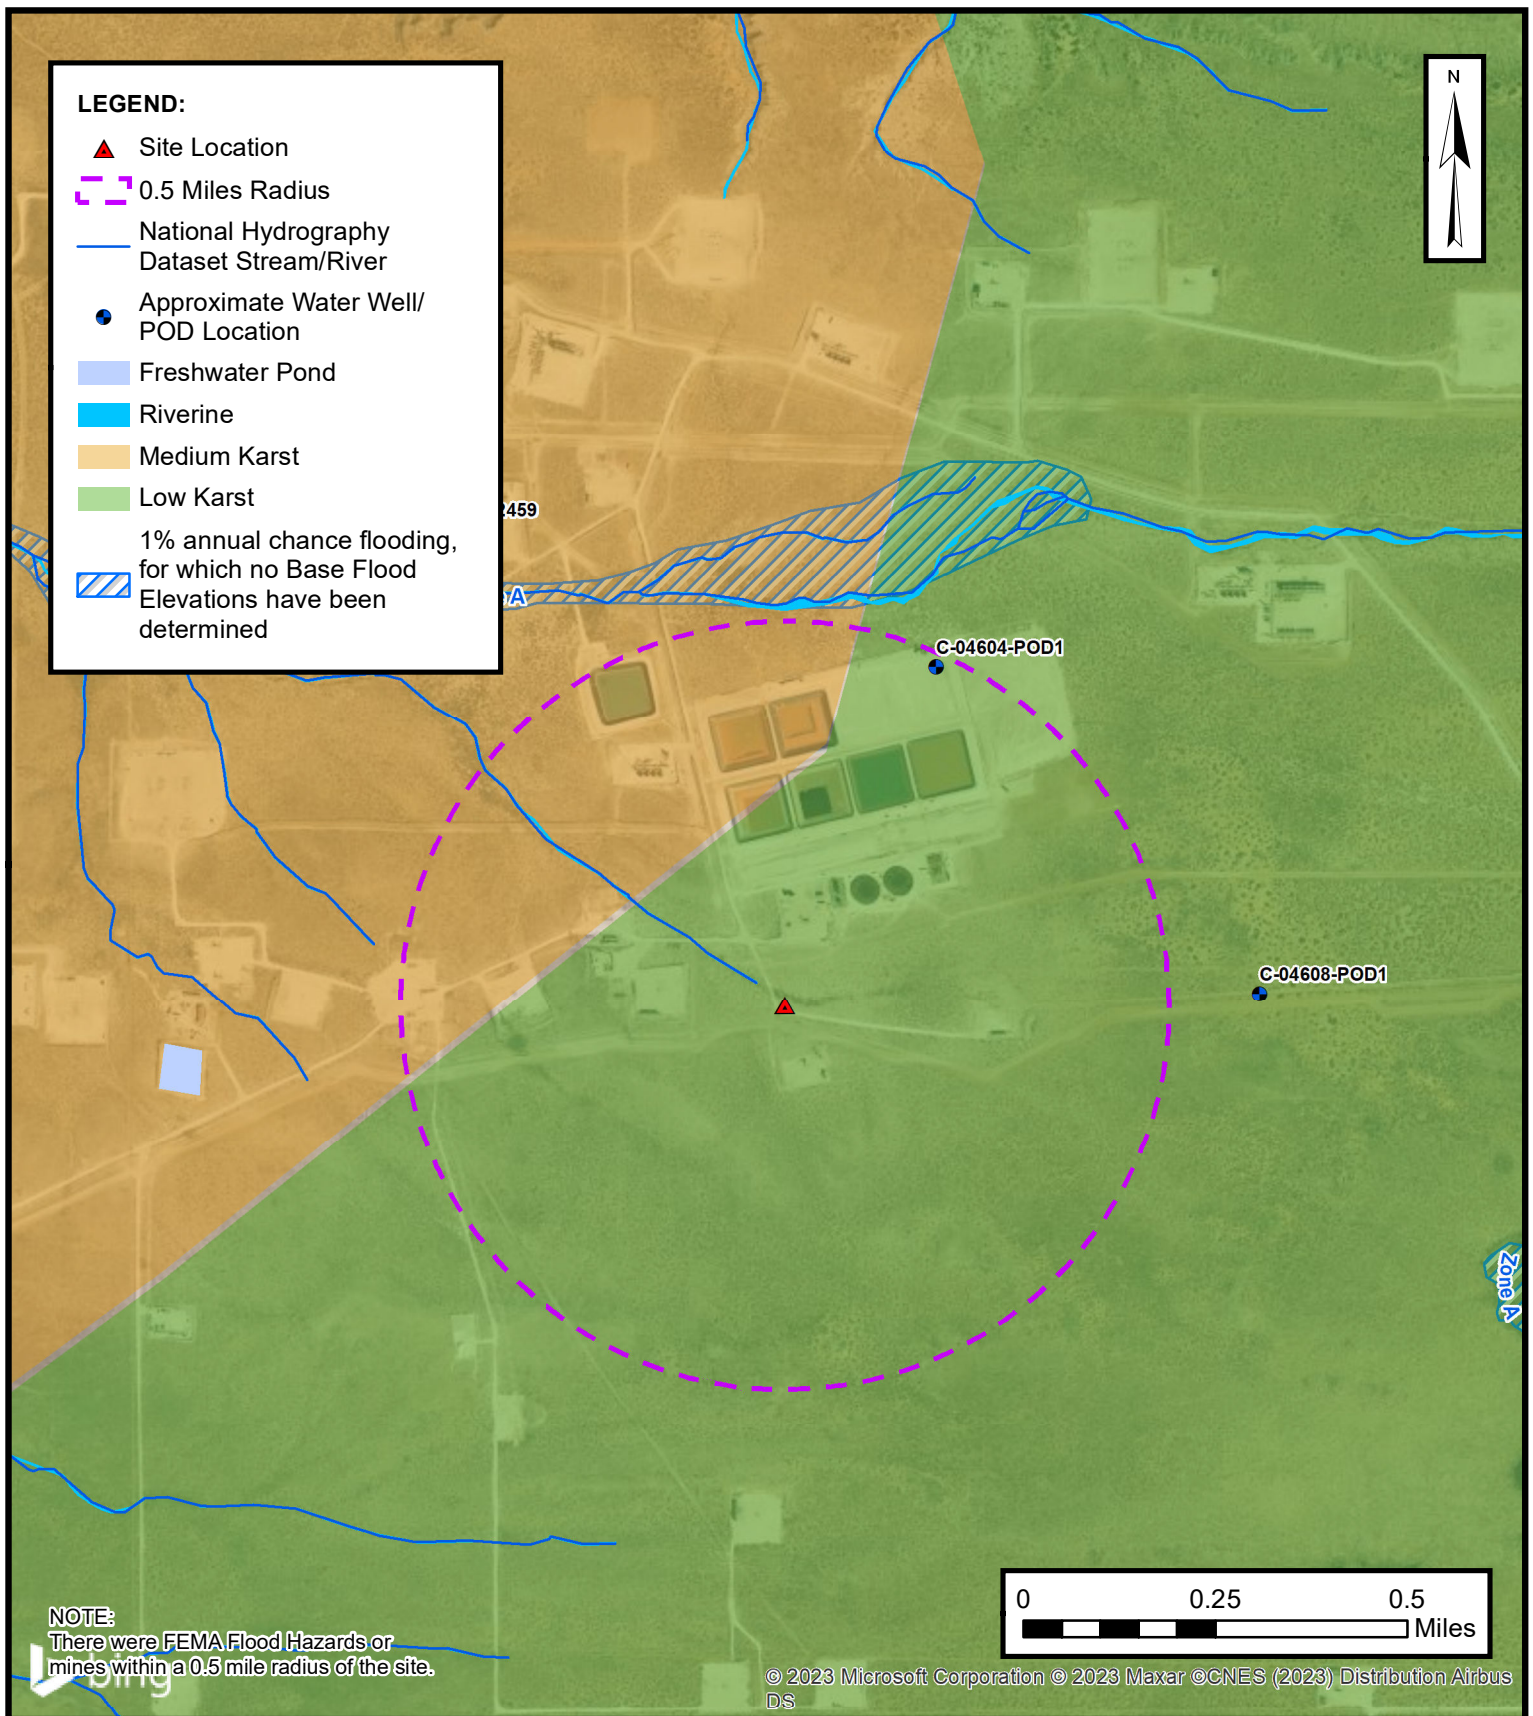 LEGEND:
Site Location
0.5 Miles Radius
National Hydrography
Dataset Stream/River
Approximate Water Well/
POD Location
Freshwater Pond
Riverine
Medium Karst
Low Karst
1% annual chance flooding,
for which no Base Flood
Elevations have been
determined
N
2459
A
C-04604-POD1
C-04608-POD1
Zone A
0 0.25 0.5
Miles
NOTE:
There were FEMA Flood Hazards or
mines within a 0.5 mile radius of the site.
bing
© 2023 Microsoft Corporation © 2023 Maxar ©CNES (2023) Distribution Airbus
DS